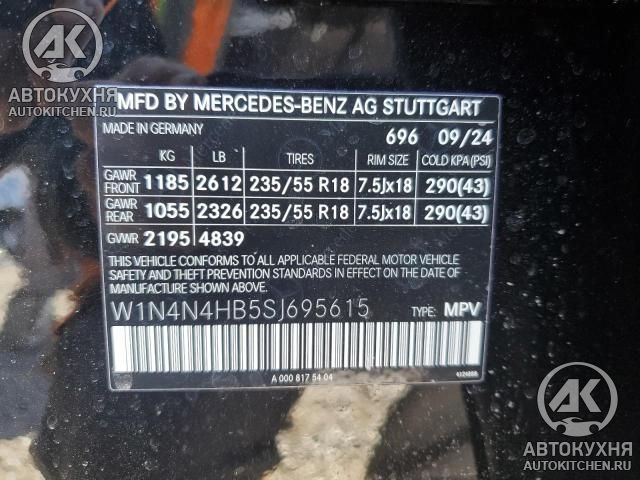 АК
АВТОКУХНЯ
AUTOKITCHEN.RU
MFD BY MERCEDES-BENZ AG STUTTGART
MADE IN GERMANY 696 09/24
KG LB TIRES RIM SIZE COLD KPA (PSI)
GAWR FRONT 1185 2612 235/55 R18 7.5Jx18 290(43)
GAWR REAR 1055 2326 235/55 R18 7.5Jx18 290(43)
GVWR 2195 4839
THIS VEHICLE CONFORMS TO ALL APPLICABLE FEDERAL MOTOR VEHICLE
SAFETY AND THEFT PREVENTION STANDARDS IN EFFECT ON THE DATE OF
MANUFACTURE SHOWN ABOVE.
W1N4N4HB5SJ695615 TYPE: MPV
A 000 817 54 04
АК
АВТОКУХНЯ
AUTOKITCHEN.RU